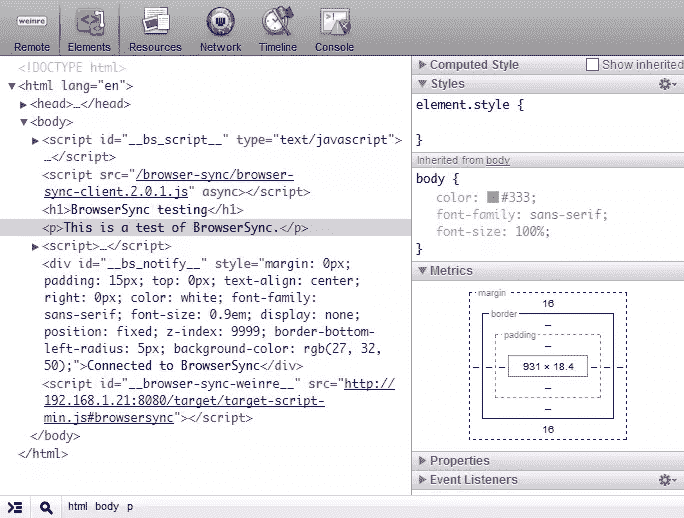 weinre
Remote Elements Resources Network Timeline Console
<!DOCTYPE html>
▼<html lang="en">
▶<head>…</head>
▼<body>
▶<script id="__bs_script__" type="text/javascript">
…</script>
<script src="/browser-sync/browser-
sync-client.2.0.1.js" async></script>
<h1>BrowserSync testing</h1>
<p>This is a test of BrowserSync.</p>
▶<script>…</script>
<div id="__bs_notify__" style="margin: 0px;
padding: 15px; top: 0px; text-align: center;
right: 0px; color: white; font-family:
sans-serif; font-size: 0.9em; display: none;
position: fixed; z-index: 9999; border-bottom-
left-radius: 5px; background-color: rgb(27, 32,
50);">Connected to BrowserSync</div>
<script id="__browser-sync-weinre__" src="http://
192.168.1.21:8080/target/target-script-
min.js#browsersync"></script>
</body>
</html>
▶ Computed Style Show inherited
▼ Styles
element.style {
}
Inherited from body
body {
color: #333;
font-family: sans-serif;
font-size: 100%;
}
▼ Metrics
margin
16
border
–
padding
–
– – – 931 × 18.4 – – –
–
–
16
▶ Properties
▶ Event Listeners
html body p